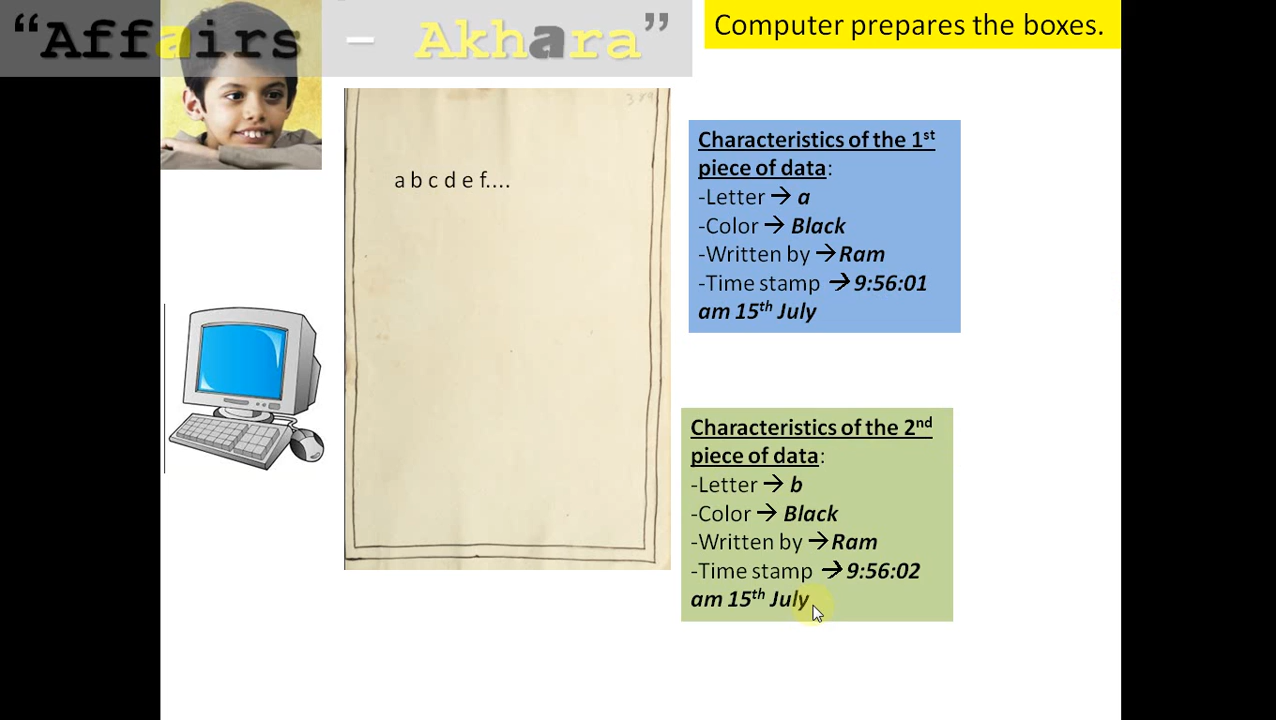 “Affairs – Akhara”
Computer prepares the boxes.
a b c d e f....
Characteristics of the 1st
piece of data:
-Letter → a
-Color → Black
-Written by →Ram
-Time stamp →9:56:01
am 15th July
Characteristics of the 2nd
piece of data:
-Letter → b
-Color → Black
-Written by →Ram
-Time stamp →9:56:02
am 15th July